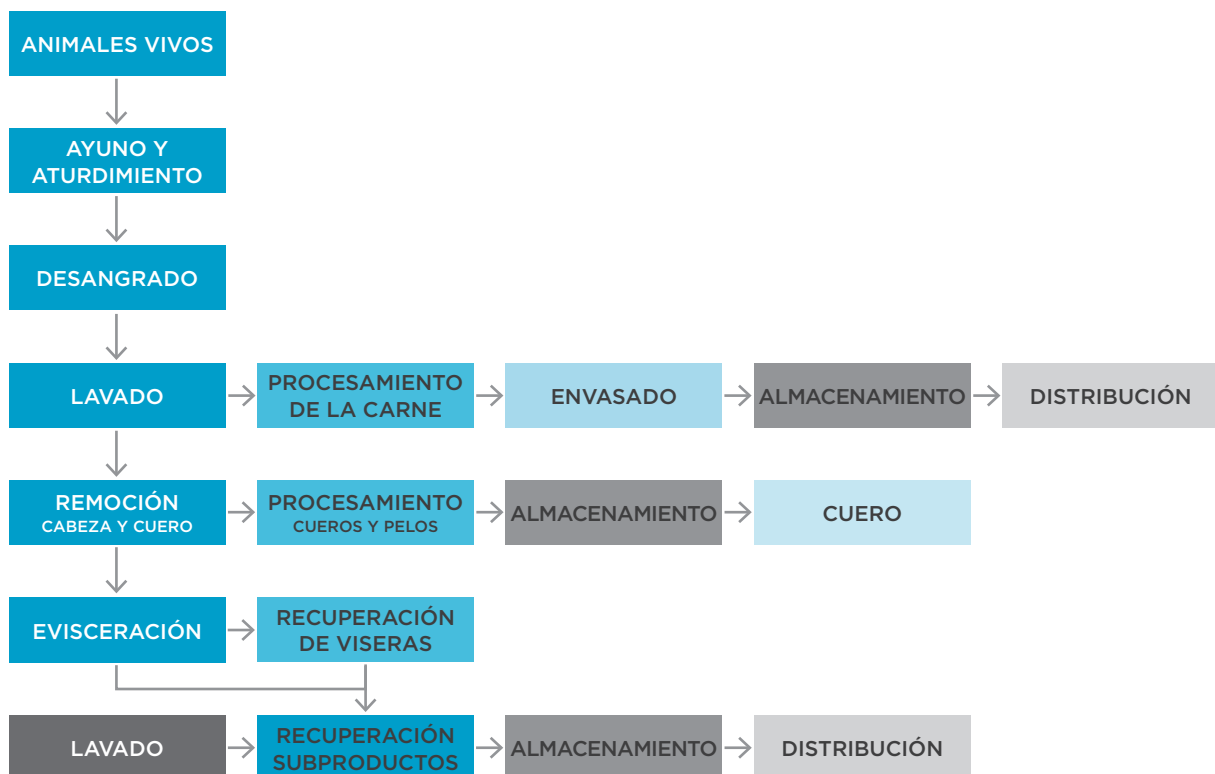 ANIMALES VIVOS
AYUNO Y
ATURDIMIENTO
DESANGRADO
LAVADO
PROCESAMIENTO
DE LA CARNE
ENVASADO
ALMACENAMIENTO
DISTRIBUCIÓN
REMOCIÓN
CABEZA Y CUERO
PROCESAMIENTO
CUEROS Y PELOS
ALMACENAMIENTO
CUERO
EVISCERACIÓN
RECUPERACIÓN
DE VISERAS
LAVADO
RECUPERACIÓN
SUBPRODUCTOS
ALMACENAMIENTO
DISTRIBUCIÓN